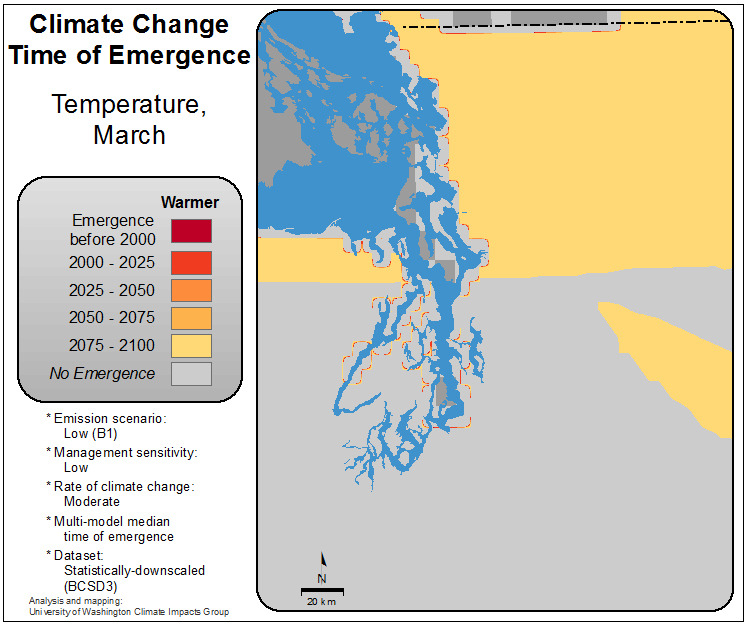 Climate Change
Time of Emergence
Temperature,
March
Warmer
Emergence
before 2000
2000 - 2025
2025 - 2050
2050 - 2075
2075 - 2100
No Emergence
* Emission scenario:
Low (B1)
* Management sensitivity:
Low
* Rate of climate change:
Moderate
* Multi-model median
time of emergence
* Dataset:
Statistically-downscaled
(BCSD3)
Analysis and mapping:
University of Washington Climate Impacts Group
N
20 km